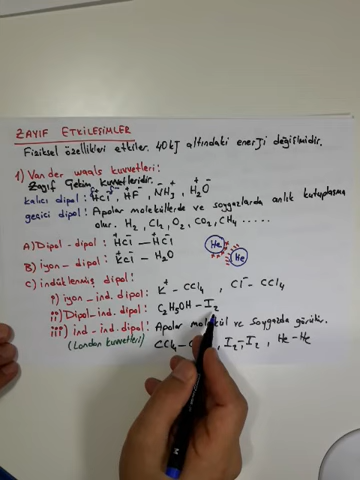 ZAYIF ETKİLEŞİMLER
Fiziksel özellikleri etkiler. 40kJ altındaki enerji değişimidir.
1) Van der waals kuvvetleri:
Zayıf Çekim kuvvetleridir.
kalıcı dipol: HCl, HF, NH3, H2O
geçici dipol: Apolar moleküllerde ve soygazlarda anlık kutuplaşma
olur. H2, Cl2, O2, CO2, CH4 .....
A) Dipol-dipol: HCl — HCl
He
He
B) iyon-dipol: KCl — H2O
C) indüklenmiş dipol:
i) iyon-ind. dipol: K+ — CCl4, Cl- — CCl4
ii) Dipol-ind. dipol: C2H5OH — I2
iii) ind-ind. dipol: Apolar molekül ve Soygazda görülür.
(London kuvvetleri) CCl4 — , I2-I2, He-He